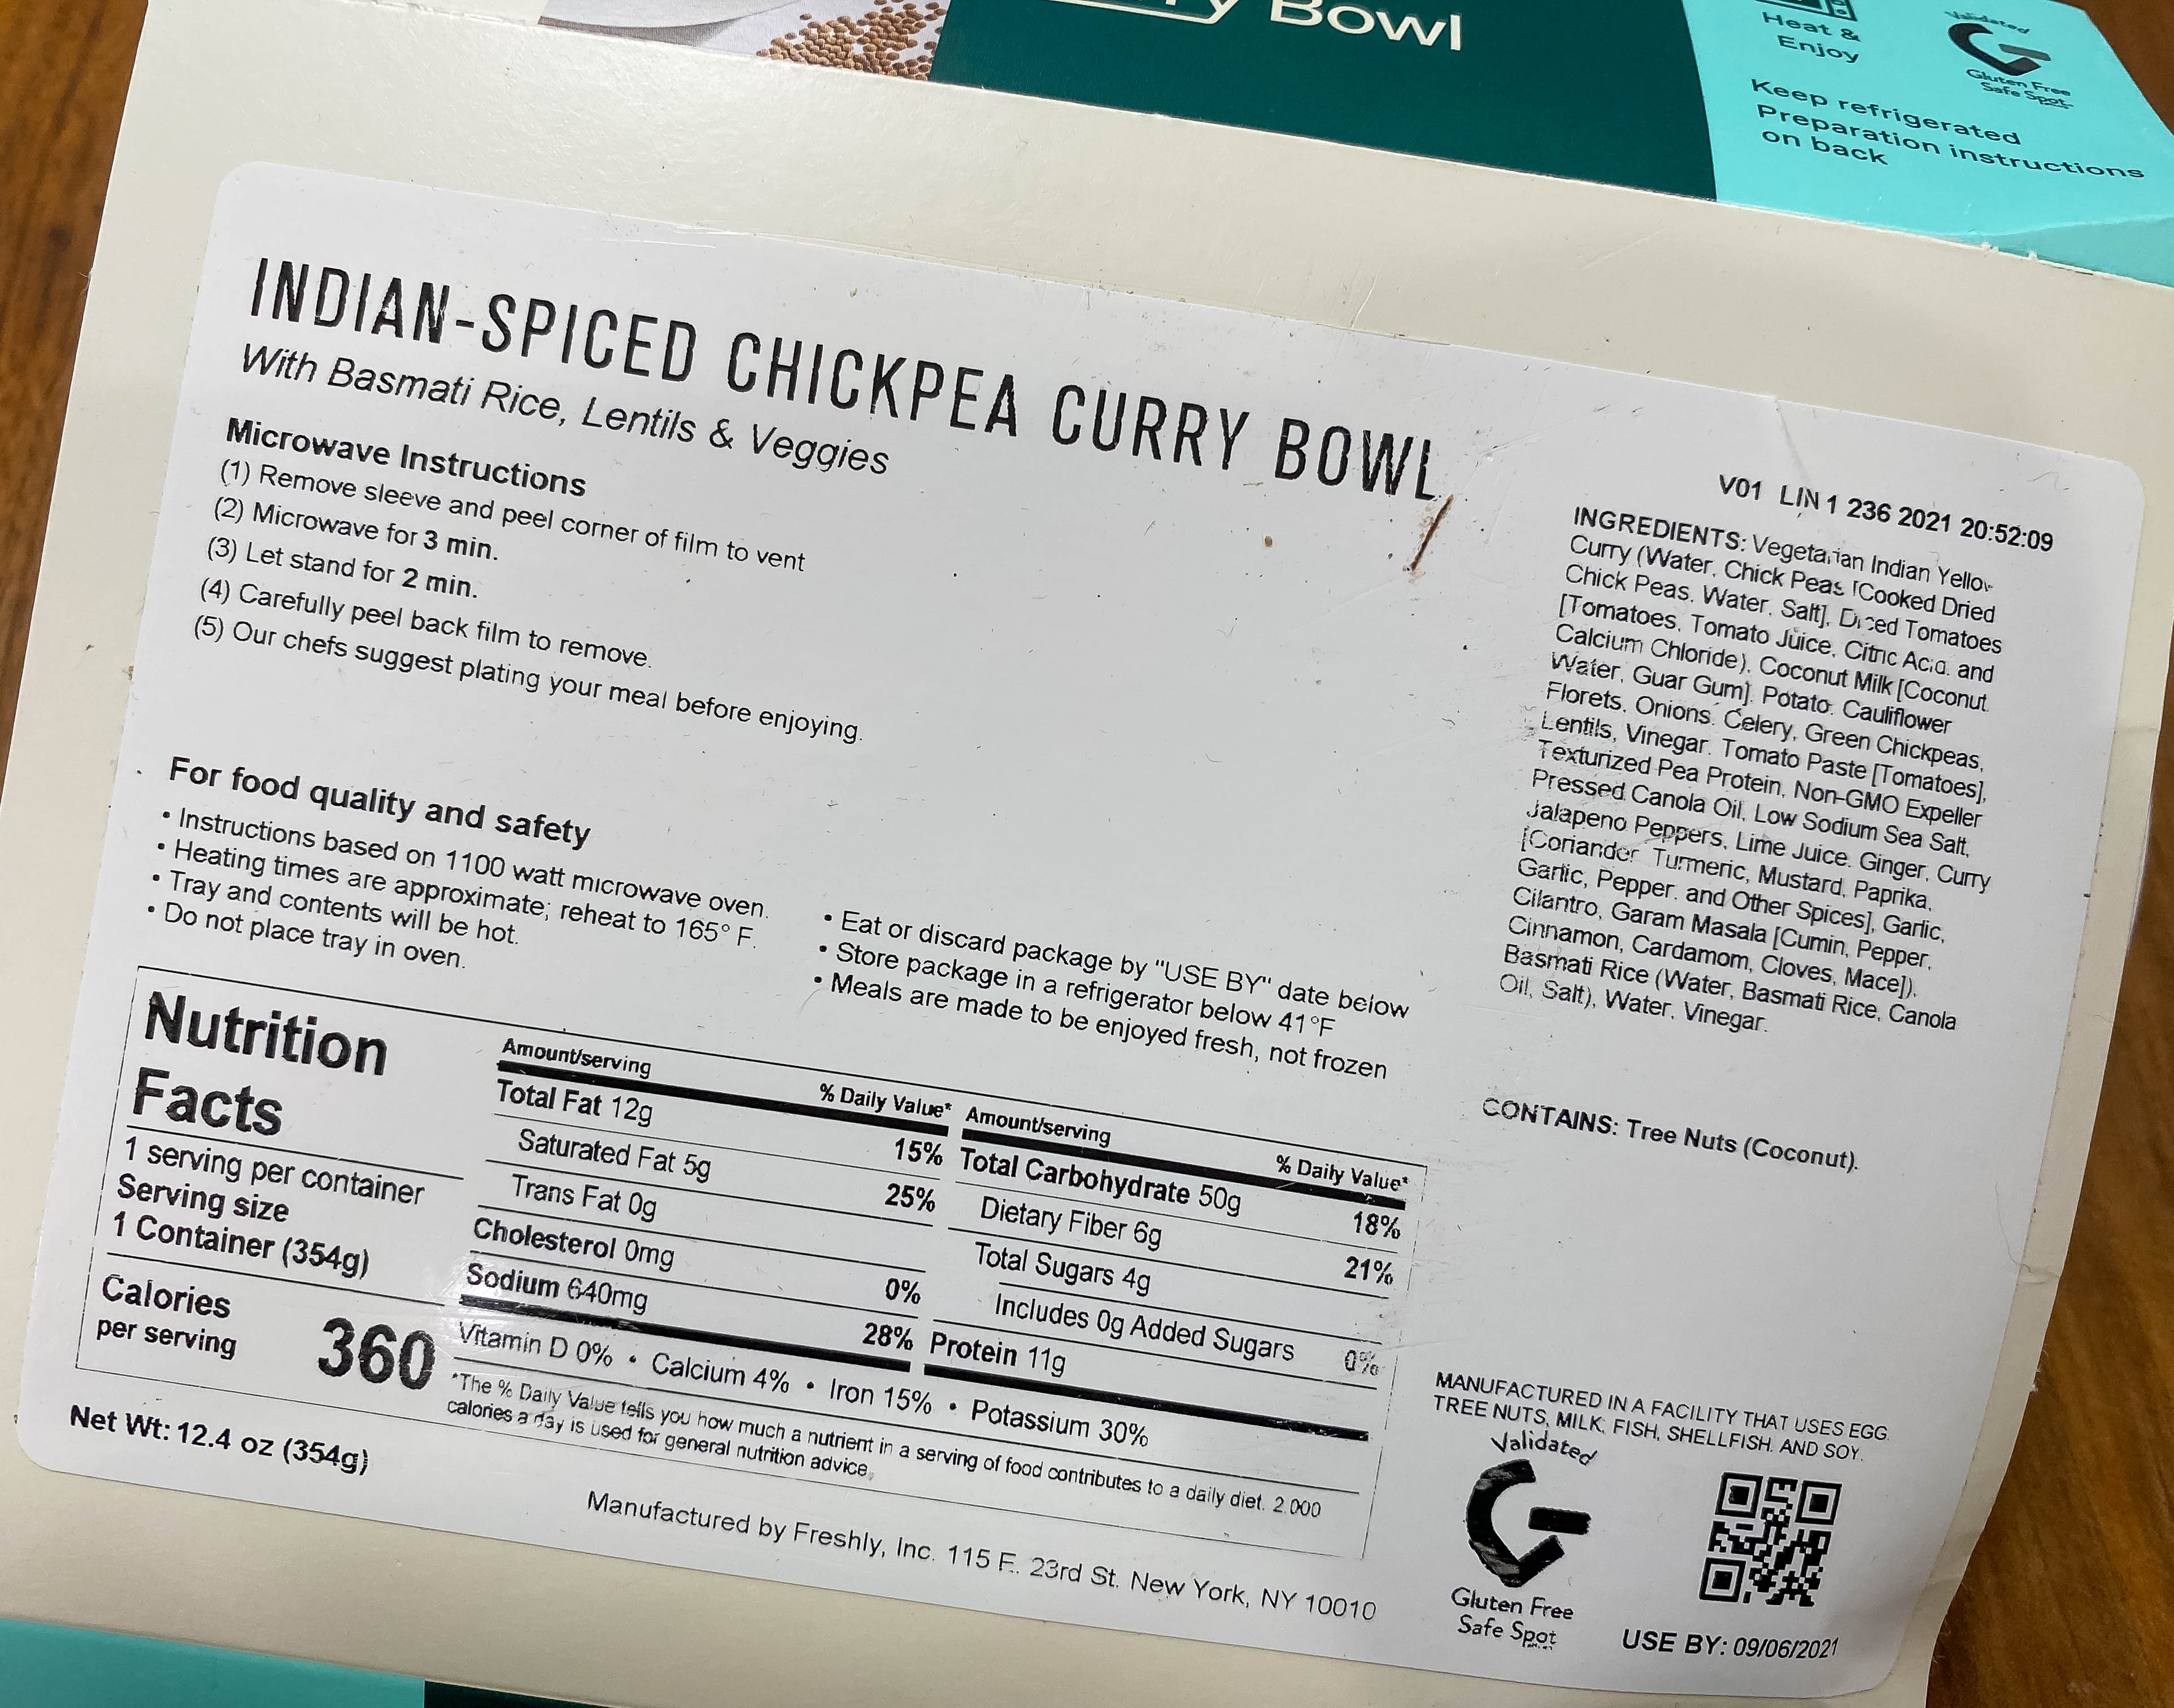 Bowl
Heat &
Enjoy
Validated
Gluten Free
Safe Spot
Keep refrigerated
Preparation instructions
on back
INDIAN-SPICED CHICKPEA CURRY BOWL
With Basmati Rice, Lentils & Veggies
Microwave Instructions
(1) Remove sleeve and peel corner of film to vent
(2) Microwave for 3 min.
(3) Let stand for 2 min.
(4) Carefully peel back film to remove.
(5) Our chefs suggest plating your meal before enjoying.
For food quality and safety
• Instructions based on 1100 watt microwave oven.
• Heating times are approximate; reheat to 165° F.
• Tray and contents will be hot.
• Do not place tray in oven.
• Eat or discard package by "USE BY" date below
• Store package in a refrigerator below 41°F
• Meals are made to be enjoyed fresh, not frozen
Nutrition
Facts
1 serving per container
Serving size
1 Container (354g)
Calories
per serving 360
Amount/serving % Daily Value*
Total Fat 12g 15%
Saturated Fat 5g 25%
Trans Fat 0g
Cholesterol 0mg 0%
Sodium 640mg 28%
Amount/serving % Daily Value*
Total Carbohydrate 50g 18%
Dietary Fiber 6g 21%
Total Sugars 4g
Includes 0g Added Sugars 0%
Protein 11g
Vitamin D 0% • Calcium 4% • Iron 15% • Potassium 30%
*The % Daily Value tells you how much a nutrient in a serving of food contributes to a daily diet. 2,000
calories a day is used for general nutrition advice.
Net Wt: 12.4 oz (354g)
Manufactured by Freshly, Inc. 115 E. 23rd St. New York, NY 10010
V01 LIN 1 236 2021 20:52:09
INGREDIENTS: Vegetarian Indian Yellow
Curry (Water, Chick Peas [Cooked Dried
Chick Peas, Water, Salt], Diced Tomatoes
[Tomatoes, Tomato Juice, Citric Acid, and
Calcium Chloride), Coconut Milk [Coconut
Water, Guar Gum], Potato, Cauliflower
Florets, Onions, Celery, Green Chickpeas,
Lentils, Vinegar, Tomato Paste [Tomatoes],
Texturized Pea Protein, Non-GMO Expeller
Pressed Canola Oil, Low Sodium Sea Salt,
Jalapeno Peppers, Lime Juice, Ginger, Curry
[Coriander, Turmeric, Mustard, Paprika,
Garlic, Pepper, and Other Spices], Garlic,
Cilantro, Garam Masala [Cumin, Pepper,
Cinnamon, Cardamom, Cloves, Mace]),
Basmati Rice (Water, Basmati Rice, Canola
Oil, Salt), Water, Vinegar.
CONTAINS: Tree Nuts (Coconut).
MANUFACTURED IN A FACILITY THAT USES EGG,
TREE NUTS, MILK, FISH, SHELLFISH, AND SOY.
Validated
Gluten Free
Safe Spot
USE BY: 09/06/2021